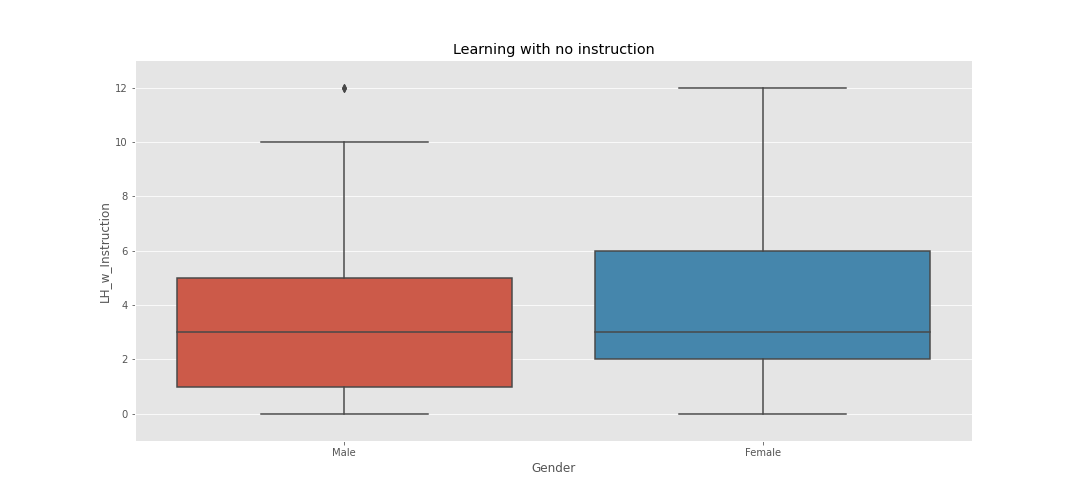 Learning with no instruction
LH_w_Instruction
12
10
8
6
4
2
0
Male
Female
Gender